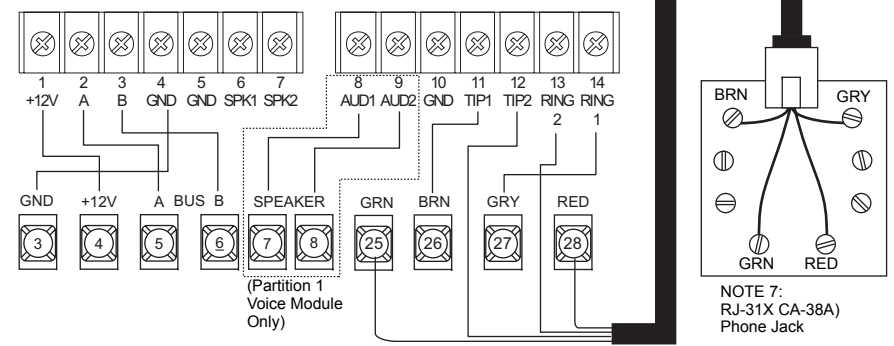 1 2 3 4 5 6 7 8 9 10 11 12 13 14
+12V A B GND GND SPK1 SPK2 AUD1 AUD2 GND TIP1 TIP2 RING RING
2 1
GND +12V A BUS B SPEAKER GRN BRN GRY RED
3 4 5 6 7 8 25 26 27 28
(Partition 1
Voice Module
Only)
BRN GRY
GRN RED
NOTE 7:
RJ-31X CA-38A)
Phone Jack